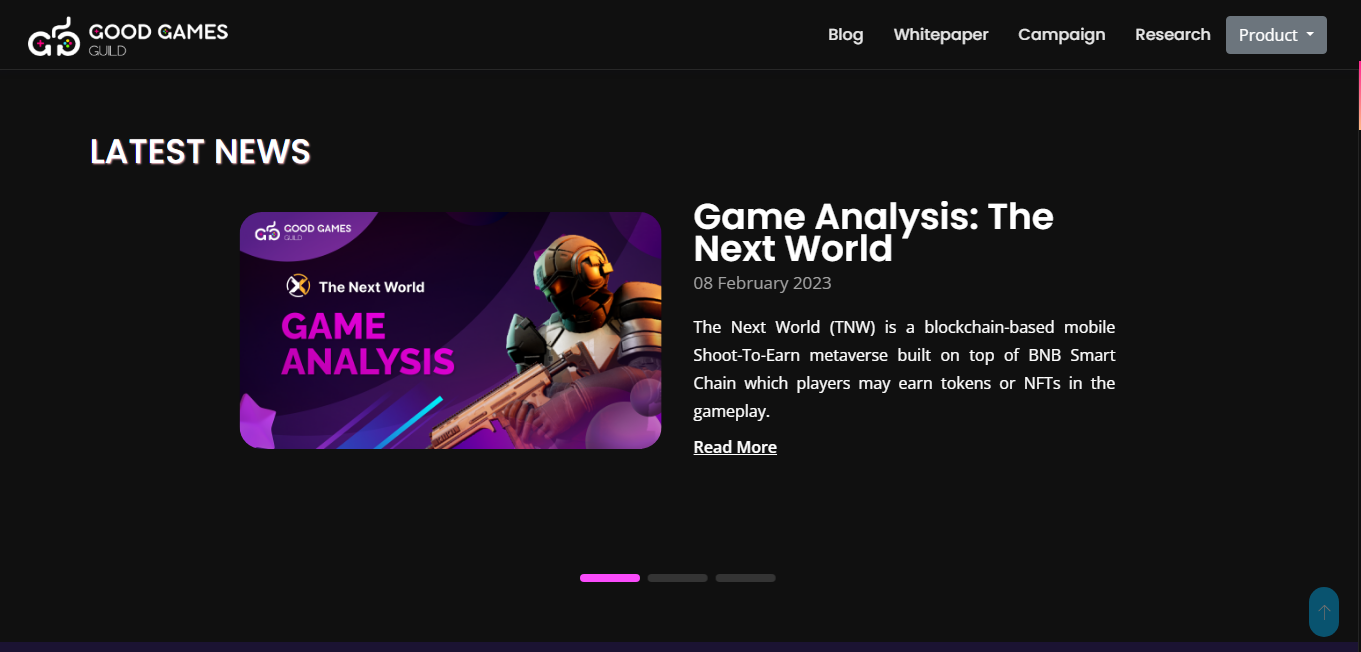 GOOD GAMES
GUILD
Blog
Whitepaper
Campaign
Research
Product
LATEST NEWS
GOOD GAMES
GUILD
The Next World
GAME
ANALYSIS
Game Analysis: The
Next World
08 February 2023
The Next World (TNW) is a blockchain-based mobile
Shoot-To-Earn metaverse built on top of BNB Smart
Chain which players may earn tokens or NFTs in the
gameplay.
Read More